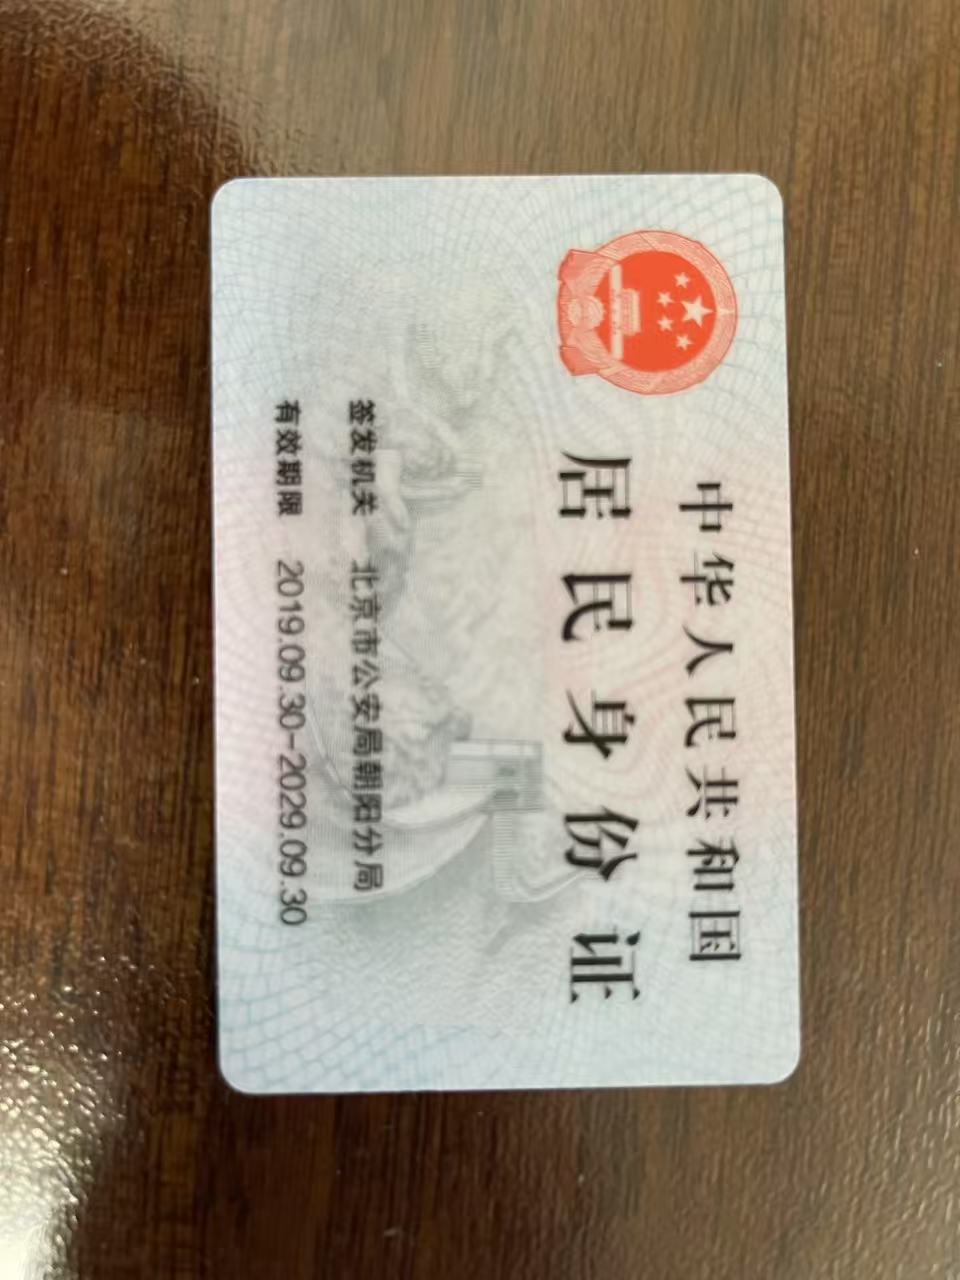 中华人民共和国
居民身份证
签发机关 北京市公安局朝阳分局
有效期限 2019.09.30-2029.09.30